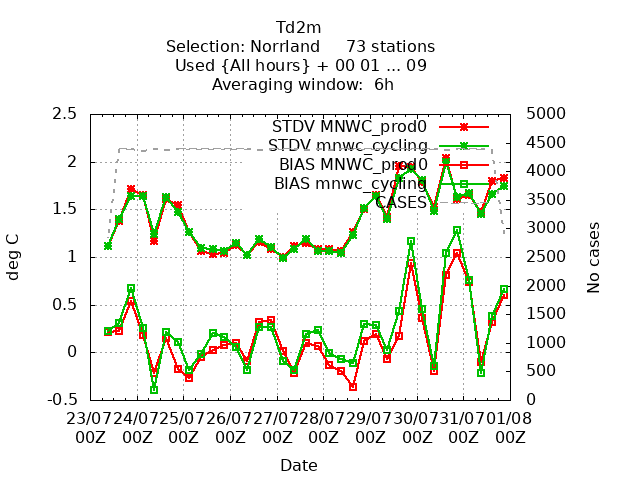 Td2m
Selection: Norrland 73 stations
Used {All hours} + 00 01 ... 09
Averaging window: 6h
2.5 5000
STDV MNWC_prod0
4500
STDV mnwc_cycling
2 4000
BIAS MNWC_prod0
BIAS mnwc_cycling
3500
CASES
1.5
3000
deg C
1 2500
No cases
2000
0.5
1500
0 1000
500
-0.5 0
23/07 24/07 25/07 26/07 27/07 28/07 29/07 30/07 31/07 01/08
00Z 00Z 00Z 00Z 00Z 00Z 00Z 00Z 00Z 00Z
Date